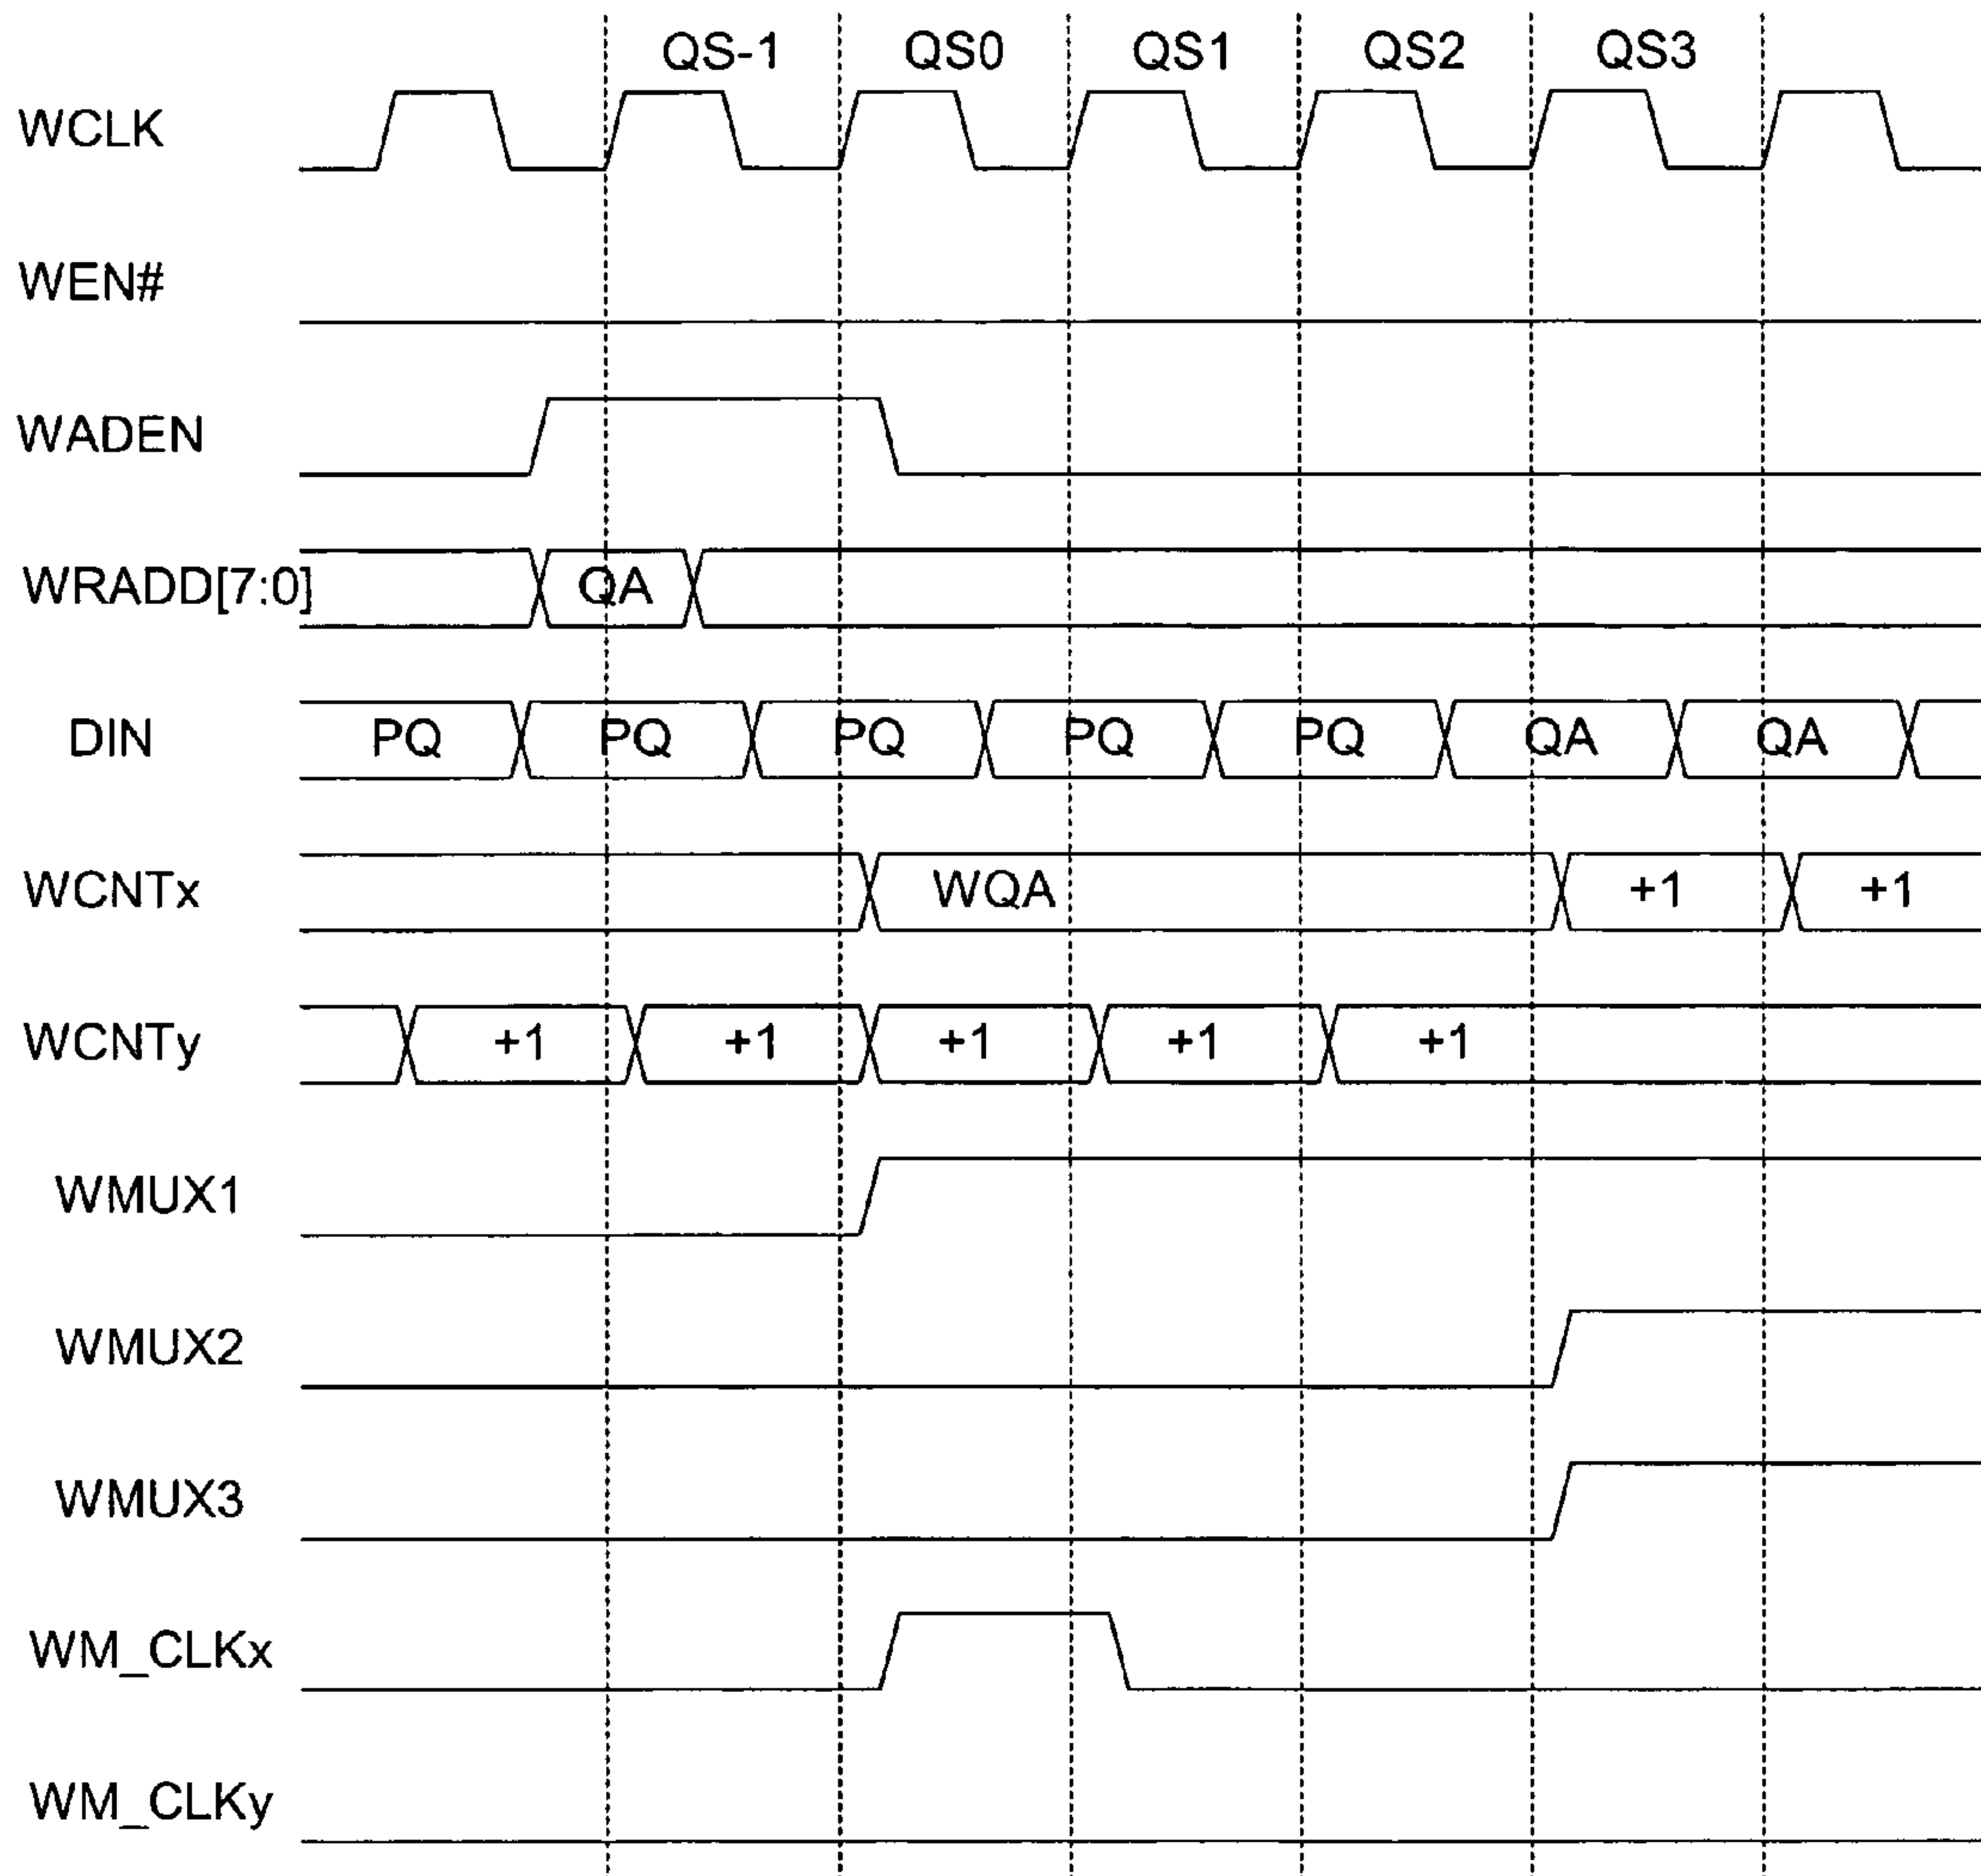 QS-1 QS0 QS1 QS2 QS3
WCLK
WEN#
WADEN
WRADD[7:0] QA
DIN PQ PQ PQ PQ PQ QA QA
WCNTx WQA +1 +1
WCNTy +1 +1 +1 +1 +1
WMUX1
WMUX2
WMUX3
WM_CLKx
WM_CLKy